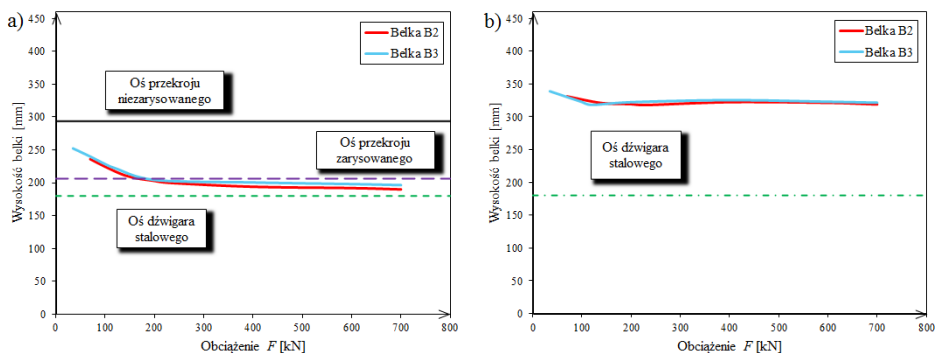 a)
Wysokość belki [mm]
450
400
350
300
250
200
150
100
50
0
Belka B2
Belka B3
Oś przekroju
niezarysowanego
Oś przekroju
zarysowanego
Oś dźwigara
stalowego
0 100 200 300 400 500 600 700 800
Obciążenie F [kN]
b)
Wysokość belki [mm]
450
400
350
300
250
200
150
100
50
0
Belka B2
Belka B3
Oś dźwigara
stalowego
0 100 200 300 400 500 600 700 800
Obciążenie F [kN]